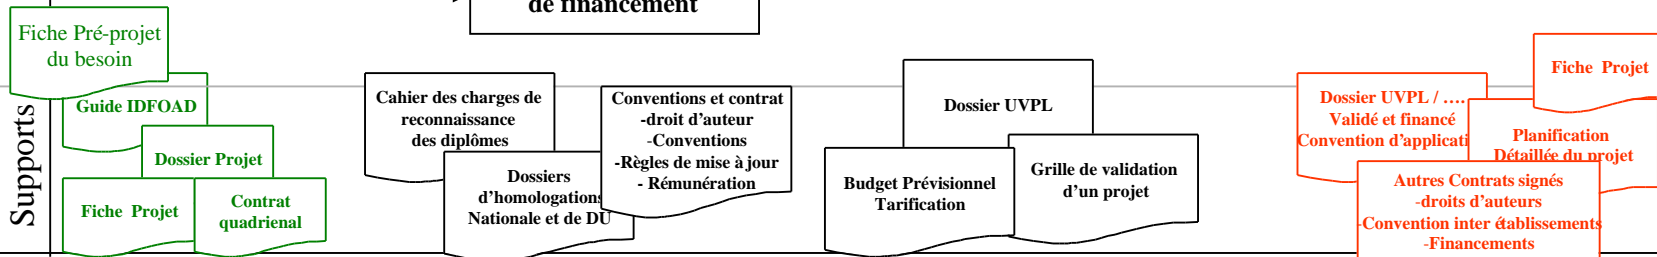 de financement
Fiche Pré-projet
du besoin
Guide IDFOAD
Dossier Projet
Fiche Projet
Contrat
quadrienal
Supports
Cahier des charges de
reconnaissance
des diplômes
Dossiers
d’homologations
Nationale et de DU
Conventions et contrat
-droit d’auteur
-Conventions
-Règles de mise à jour
- Rémunération
Dossier UVPL
Budget Prévisionnel
Tarification
Grille de validation
d’un projet
Dossier UVPL / ….
Validé et financé
Convention d’applicati
Fiche Projet
Planification
Détaillée du projet
Autres Contrats signés
-droits d’auteurs
-Convention inter établissements
-Financements